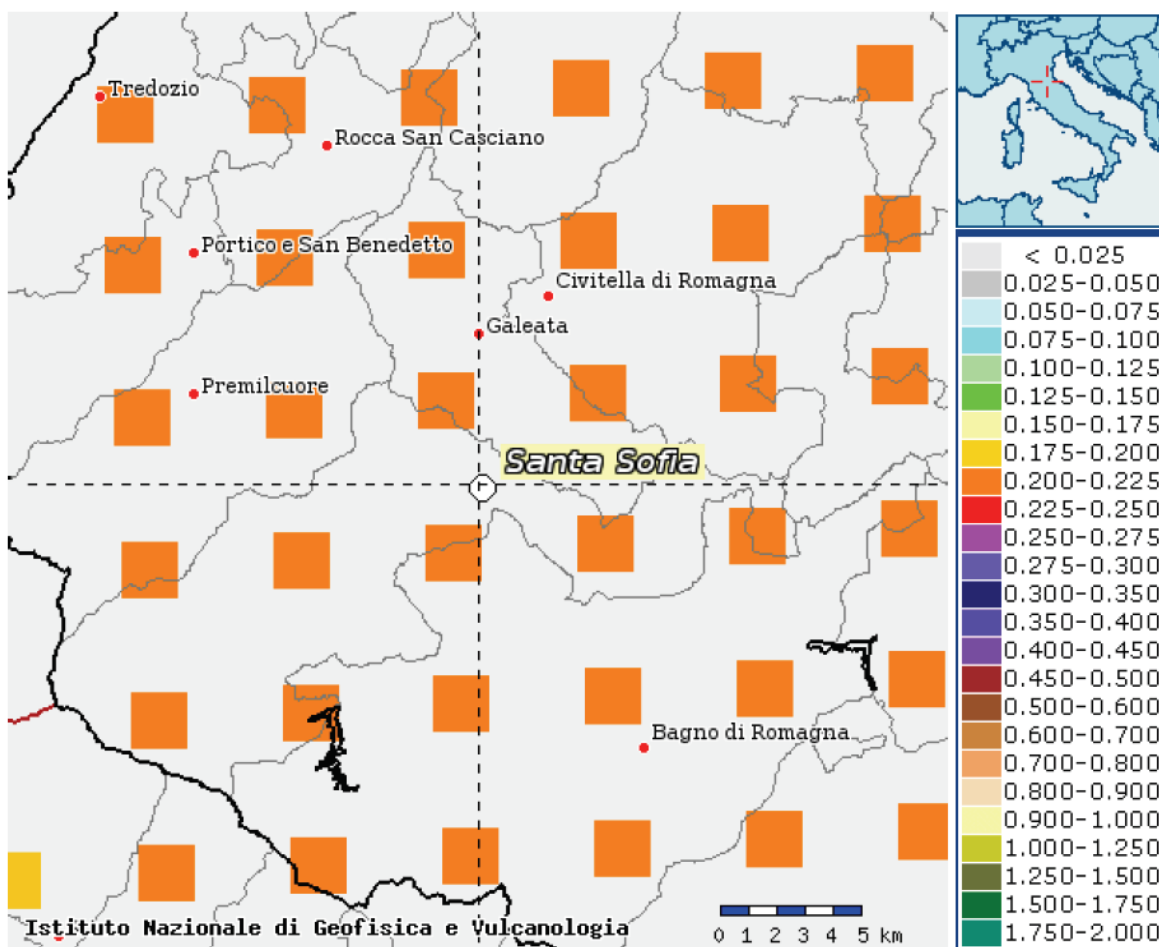 Tredozio
Rocca San Casciano
Portico e San Benedetto
Civitella di Romagna
Galeata
Premilcuore
Santa Sofia
Bagno di Romagna
Istituto Nazionale di Geofisica e Vulcanologia
0 1 2 3 4 5 km
< 0.025
0.025-0.050
0.050-0.075
0.075-0.100
0.100-0.125
0.125-0.150
0.150-0.175
0.175-0.200
0.200-0.225
0.225-0.250
0.250-0.275
0.275-0.300
0.300-0.350
0.350-0.400
0.400-0.450
0.450-0.500
0.500-0.600
0.600-0.700
0.700-0.800
0.800-0.900
0.900-1.000
1.000-1.250
1.250-1.500
1.500-1.750
1.750-2.000